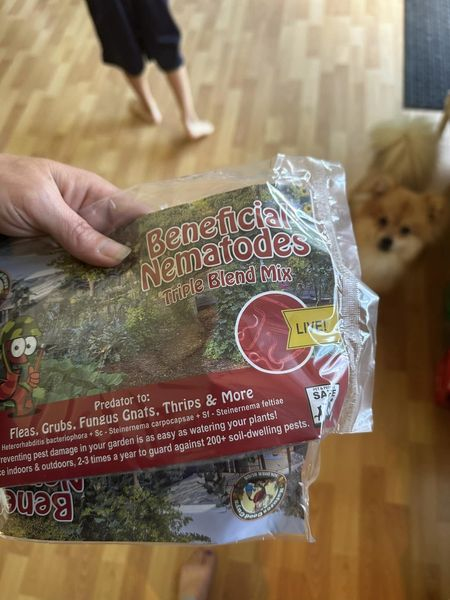 Beneficial
Nematodes
Triple Blend Mix
LIVE!
Predator to:
Fleas, Grubs, Fungus Gnats, Thrips & More
Heterorhabditis bacteriophora + Sc - Steinernema carpocapsae + Sf - Steinernema feltiae
preventing pest damage in your garden is as easy as watering your plants!
indoors & outdoors, 2-3 times a year to guard against 200+ soil-dwelling pests.
SAFE
Bene
Nema